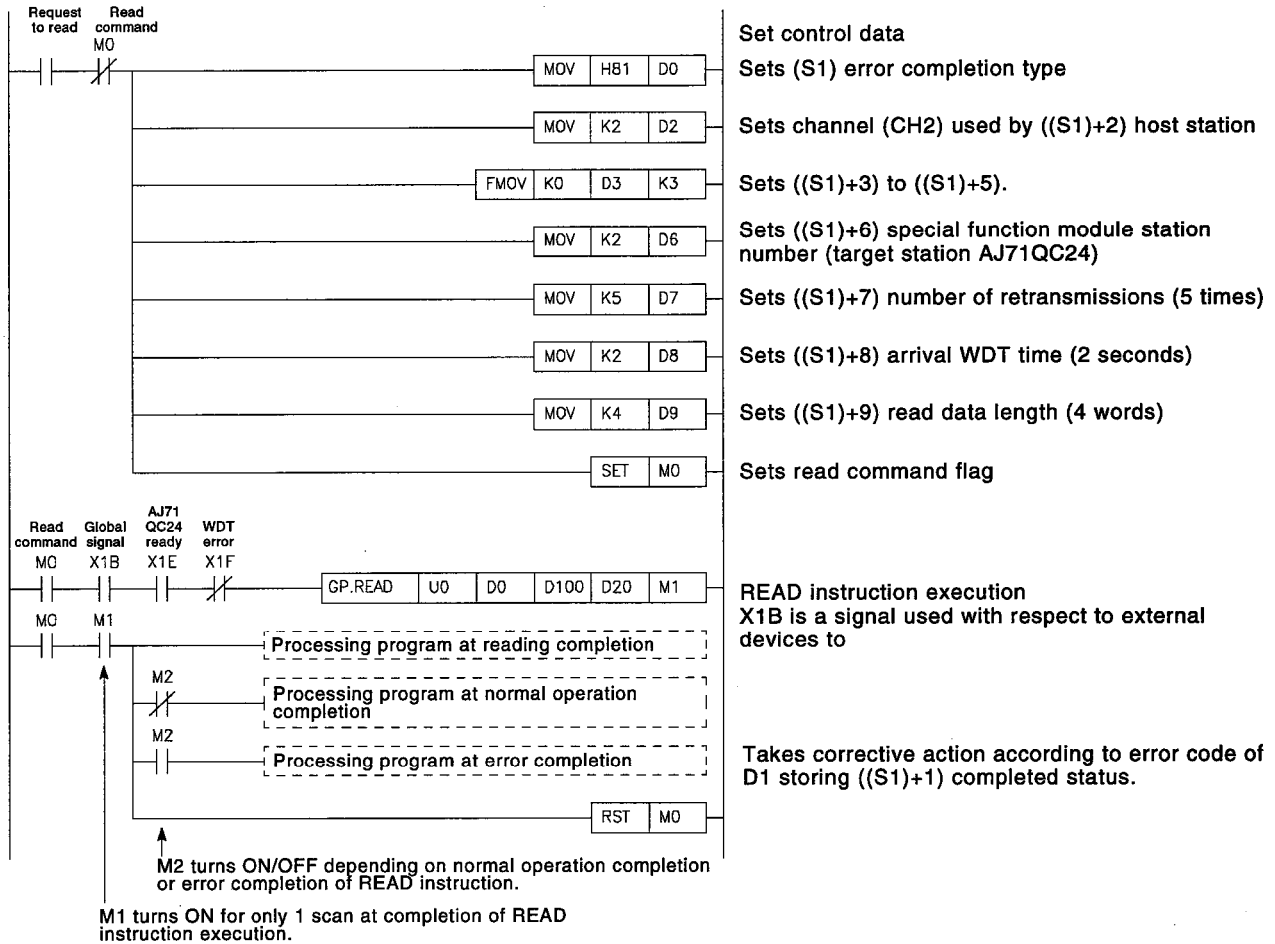 Request to read
Read command
M0
Set control data
MOV H81 D0
Sets (S1) error completion type
MOV K2 D2
Sets channel (CH2) used by ((S1)+2) host station
FMOV K0 D3 K3
Sets ((S1)+3) to ((S1)+5).
MOV K2 D6
Sets ((S1)+6) special function module station
number (target station AJ71QC24)
MOV K5 D7
Sets ((S1)+7) number of retransmissions (5 times)
MOV K2 D8
Sets ((S1)+8) arrival WDT time (2 seconds)
MOV K4 D9
Sets ((S1)+9) read data length (4 words)
SET M0
Sets read command flag
Read command
M0
Global signal
X1B
AJ71 QC24 ready
X1E
WDT error
X1F
GP.READ U0 D0 D100 D20 M1
READ instruction execution
X1B is a signal used with respect to external
devices to
M0 M1
Processing program at reading completion
M2
Processing program at normal operation
completion
M2
Processing program at error completion
Takes corrective action according to error code of
D1 storing ((S1)+1) completed status.
RST M0
M2 turns ON/OFF depending on normal operation completion
or error completion of READ instruction.
M1 turns ON for only 1 scan at completion of READ
instruction execution.